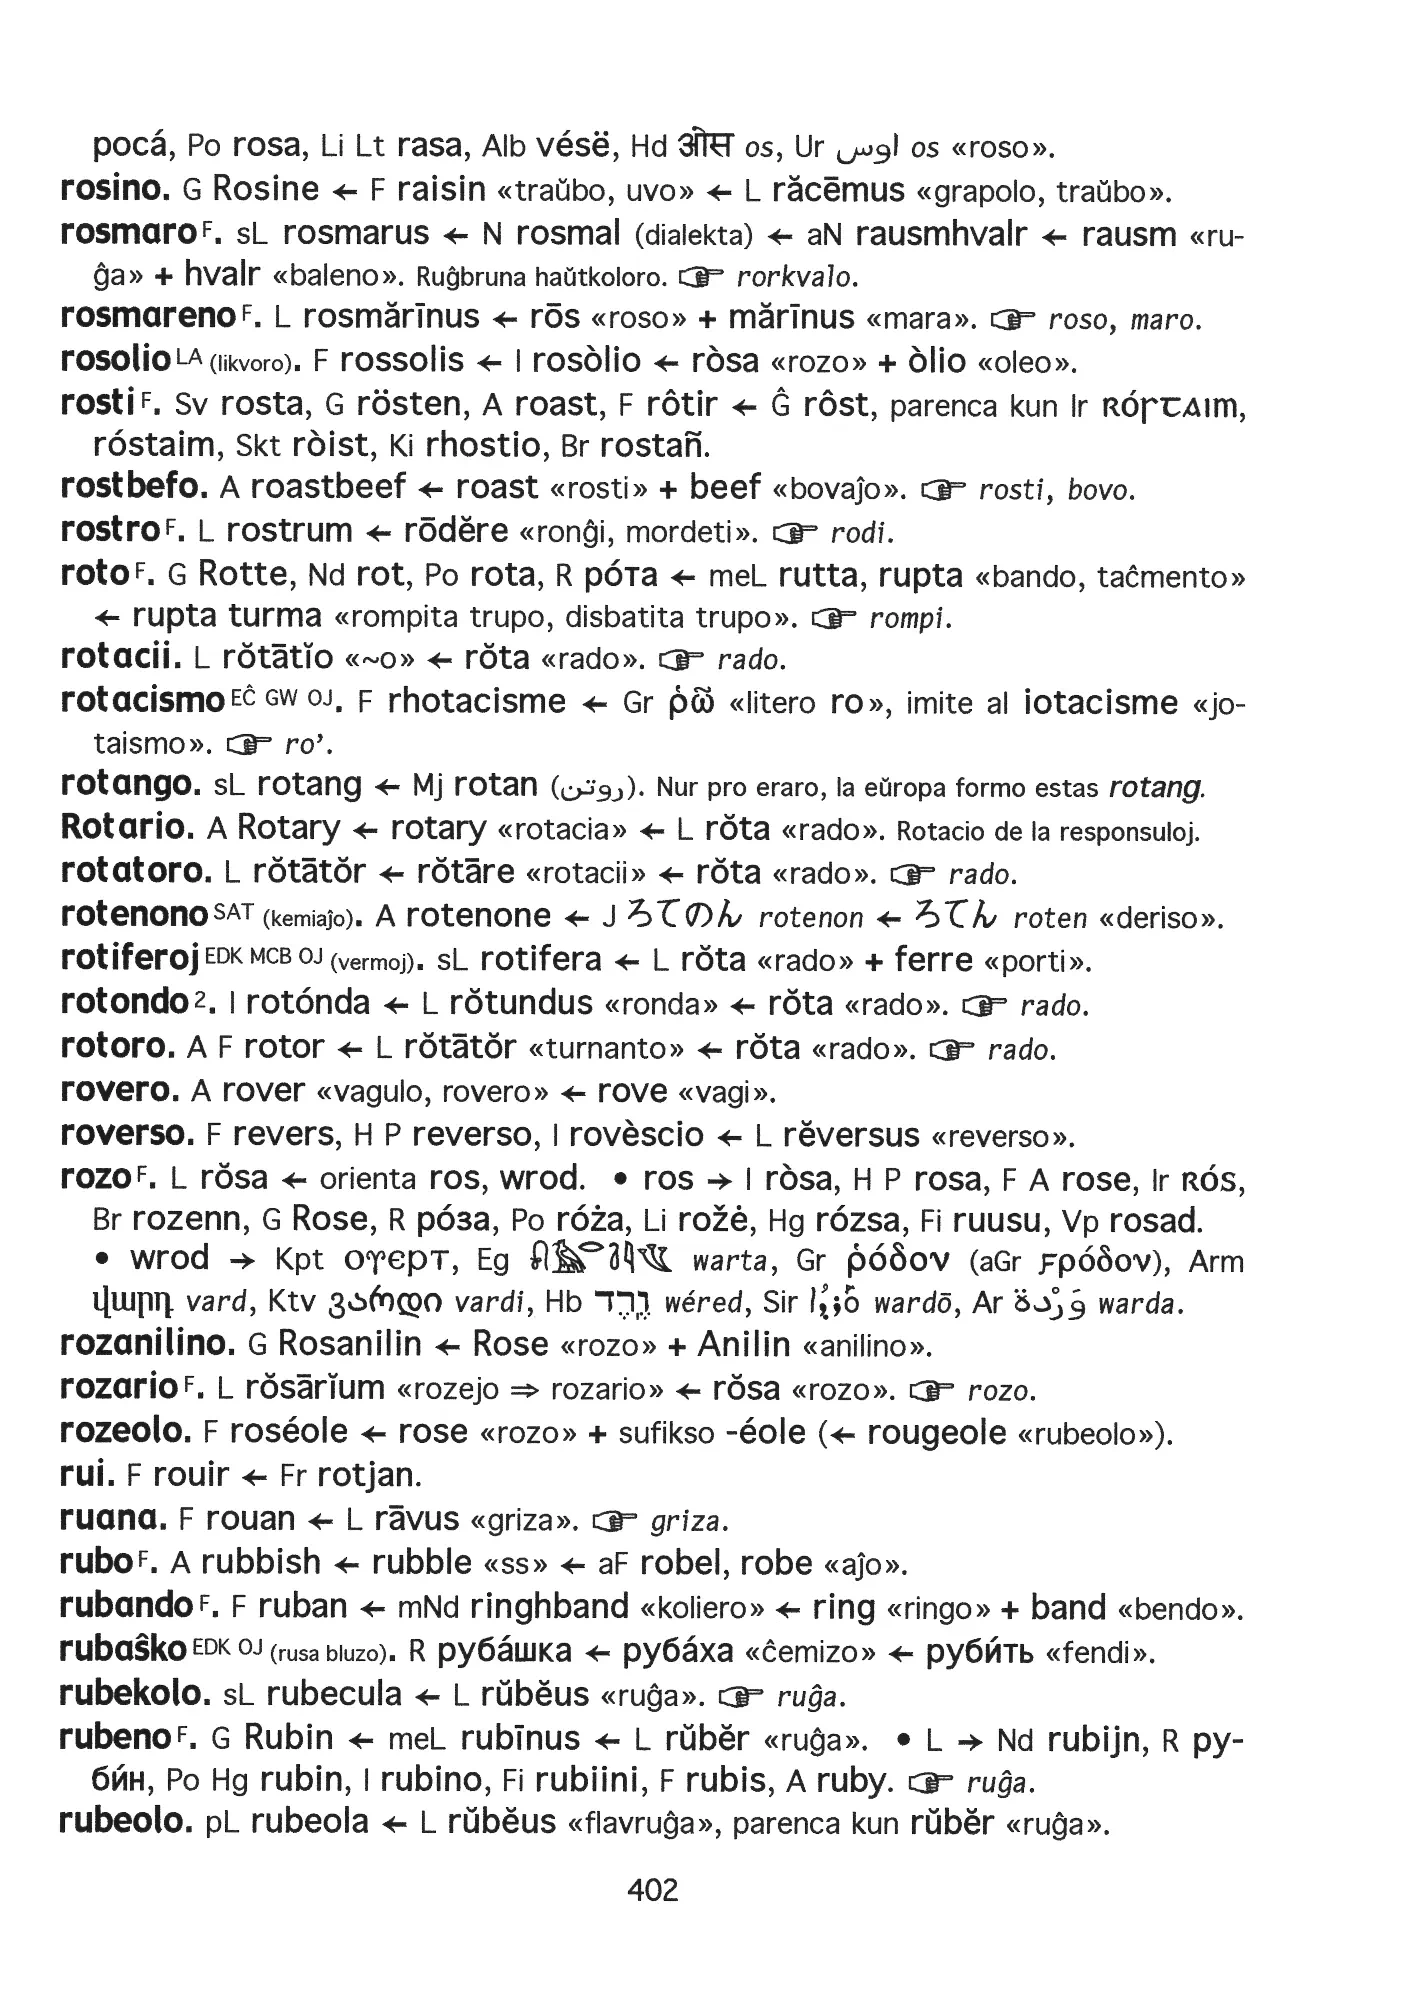 росá, Po rosa, Li Lt rasa, Alb vésë, Hd ओस os, Ur اوس os «roso».
rosino. G Rosine ← F raisin «traŭbo, uvo» ← L răcēmus «grapolo, traŭbo».
rosmaro F. sL rosmarus ← N rosmal (dialekta) ← aN rausmhvalr ← rausm «ru-
ĝa» + hvalr «baleno». Ruĝbruna haŭtkoloro. ☞ rorkvalo.
rosmareno F. L rosmărīnus ← rōs «roso» + mărīnus «mara». ☞ roso, maro.
rosolio LA (likvoro). F rossolis ← I rosòlio ← ròsa «rozo» + òlio «oleo».
rosti F. Sv rosta, G rösten, A roast, F rôtir ← Ĝ rôst, parenca kun Ir róstaim,
róstaim, Skt ròist, Ki rhostio, Br rostañ.
rostbefo. A roastbeef ← roast «rosti» + beef «bovaĵo». ☞ rosti, bovo.
rostro F. L rostrum ← rōdĕre «ronĝi, mordeti». ☞ rodi.
roto F. G Rotte, Nd rot, Po rota, R рóта ← meL rutta, rupta «bando, taĉmento»
← rupta turma «rompita trupo, disbatita trupo». ☞ rompi.
rotacii. L rŏtātĭo «~o» ← rŏta «rado». ☞ rado.
rotacismo EĈ GW OJ. F rhotacisme ← Gr ῥῶ «litero ro», imite al iotacisme «jo-
taismo». ☞ ro’.
rotango. sL rotang ← Mj rotan (روتن). Nur pro eraro, la eŭropa formo estas rotang.
Rotario. A Rotary ← rotary «rotacia» ← L rŏta «rado». Rotacio de la responsuloj.
rotatoro. L rŏtātŏr ← rŏtāre «rotacii» ← rŏta «rado». ☞ rado.
rotenono SAT (kemiaĵo). A rotenone ← J ろてのん rotenon ← ろてん roten «deriso».
rotiferoj EDK MCB OJ (vermoj). sL rotifera ← L rŏta «rado» + ferre «porti».
rotondo 2. I rotónda ← L rŏtundus «ronda» ← rŏta «rado». ☞ rado.
rotoro. A F rotor ← L rŏtātŏr «turnanto» ← rŏta «rado». ☞ rado.
rovero. A rover «vagulo, rovero» ← rove «vagi».
roverso. F revers, H P reverso, I rovèscio ← L rĕversus «reverso».
rozo F. L rŏsa ← orienta ros, wrod. • ros → I ròsa, H P rosa, F A rose, Ir rós,
Br rozenn, G Rose, R рóза, Po róża, Li rožė, Hg rózsa, Fi ruusu, Vp rosad.
• wrod → Kpt ⲟⲩⲉⲣⲧ, Eg warta, Gr ῥόδον (aGr ϝρόδον), Arm
վարդ vard, Ktv ვარდი vardi, Hb וֶרֶד wéred, Sir wardō, Ar وَرْدة warda.
rozanilino. G Rosanilin ← Rose «rozo» + Anilin «anilino».
rozario F. L rŏsārĭum «rozejo ⇒ rozario» ← rŏsa «rozo». ☞ rozo.
rozeolo. F roséole ← rose «rozo» + sufikso -éole (← rougeole «rubeolo»).
rui. F rouir ← Fr rotjan.
ruana. F rouan ← L rāvus «griza». ☞ griza.
rubo F. A rubbish ← rubble «ss» ← aF robel, robe «aĵo».
rubando F. F ruban ← mNd ringhband «koliero» ← ring «ringo» + band «bendo».
rubaŝko EDK OJ (rusa bluzo). R рубáшка ← рубáха «ĉemizo» ← руби́ть «fendi».
rubekolo. sL rubecula ← L rŭbĕus «ruĝa». ☞ ruĝa.
rubeno F. G Rubin ← meL rubīnus ← L rŭbĕr «ruĝa». • L → Nd rubijn, R ру-
би́н, Po Hg rubin, I rubino, Fi rubiini, F rubis, A ruby. ☞ ruĝa.
rubeolo. pL rubeola ← L rŭbĕus «flavruĝa», parenca kun rŭbĕr «ruĝa».
402